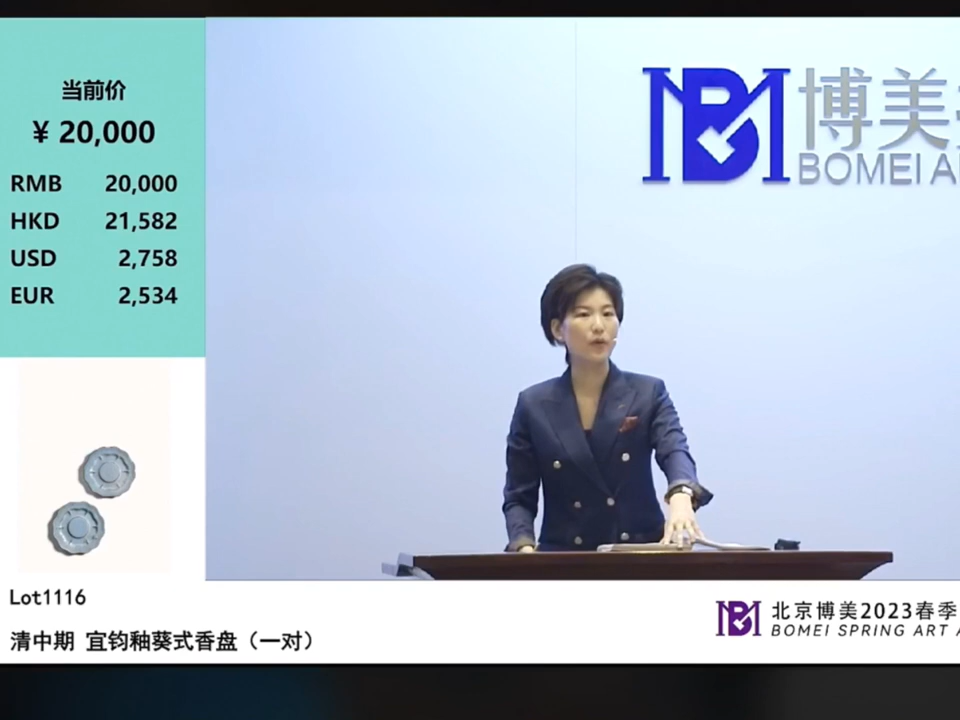 当前价
¥ 20,000
RMB 20,000
HKD 21,582
USD 2,758
EUR 2,534
博美
BOMEI A
Lot1116
清中期 宜钧釉葵式香盘（一对）
北京博美2023春季
BOMEI SPRING ART A